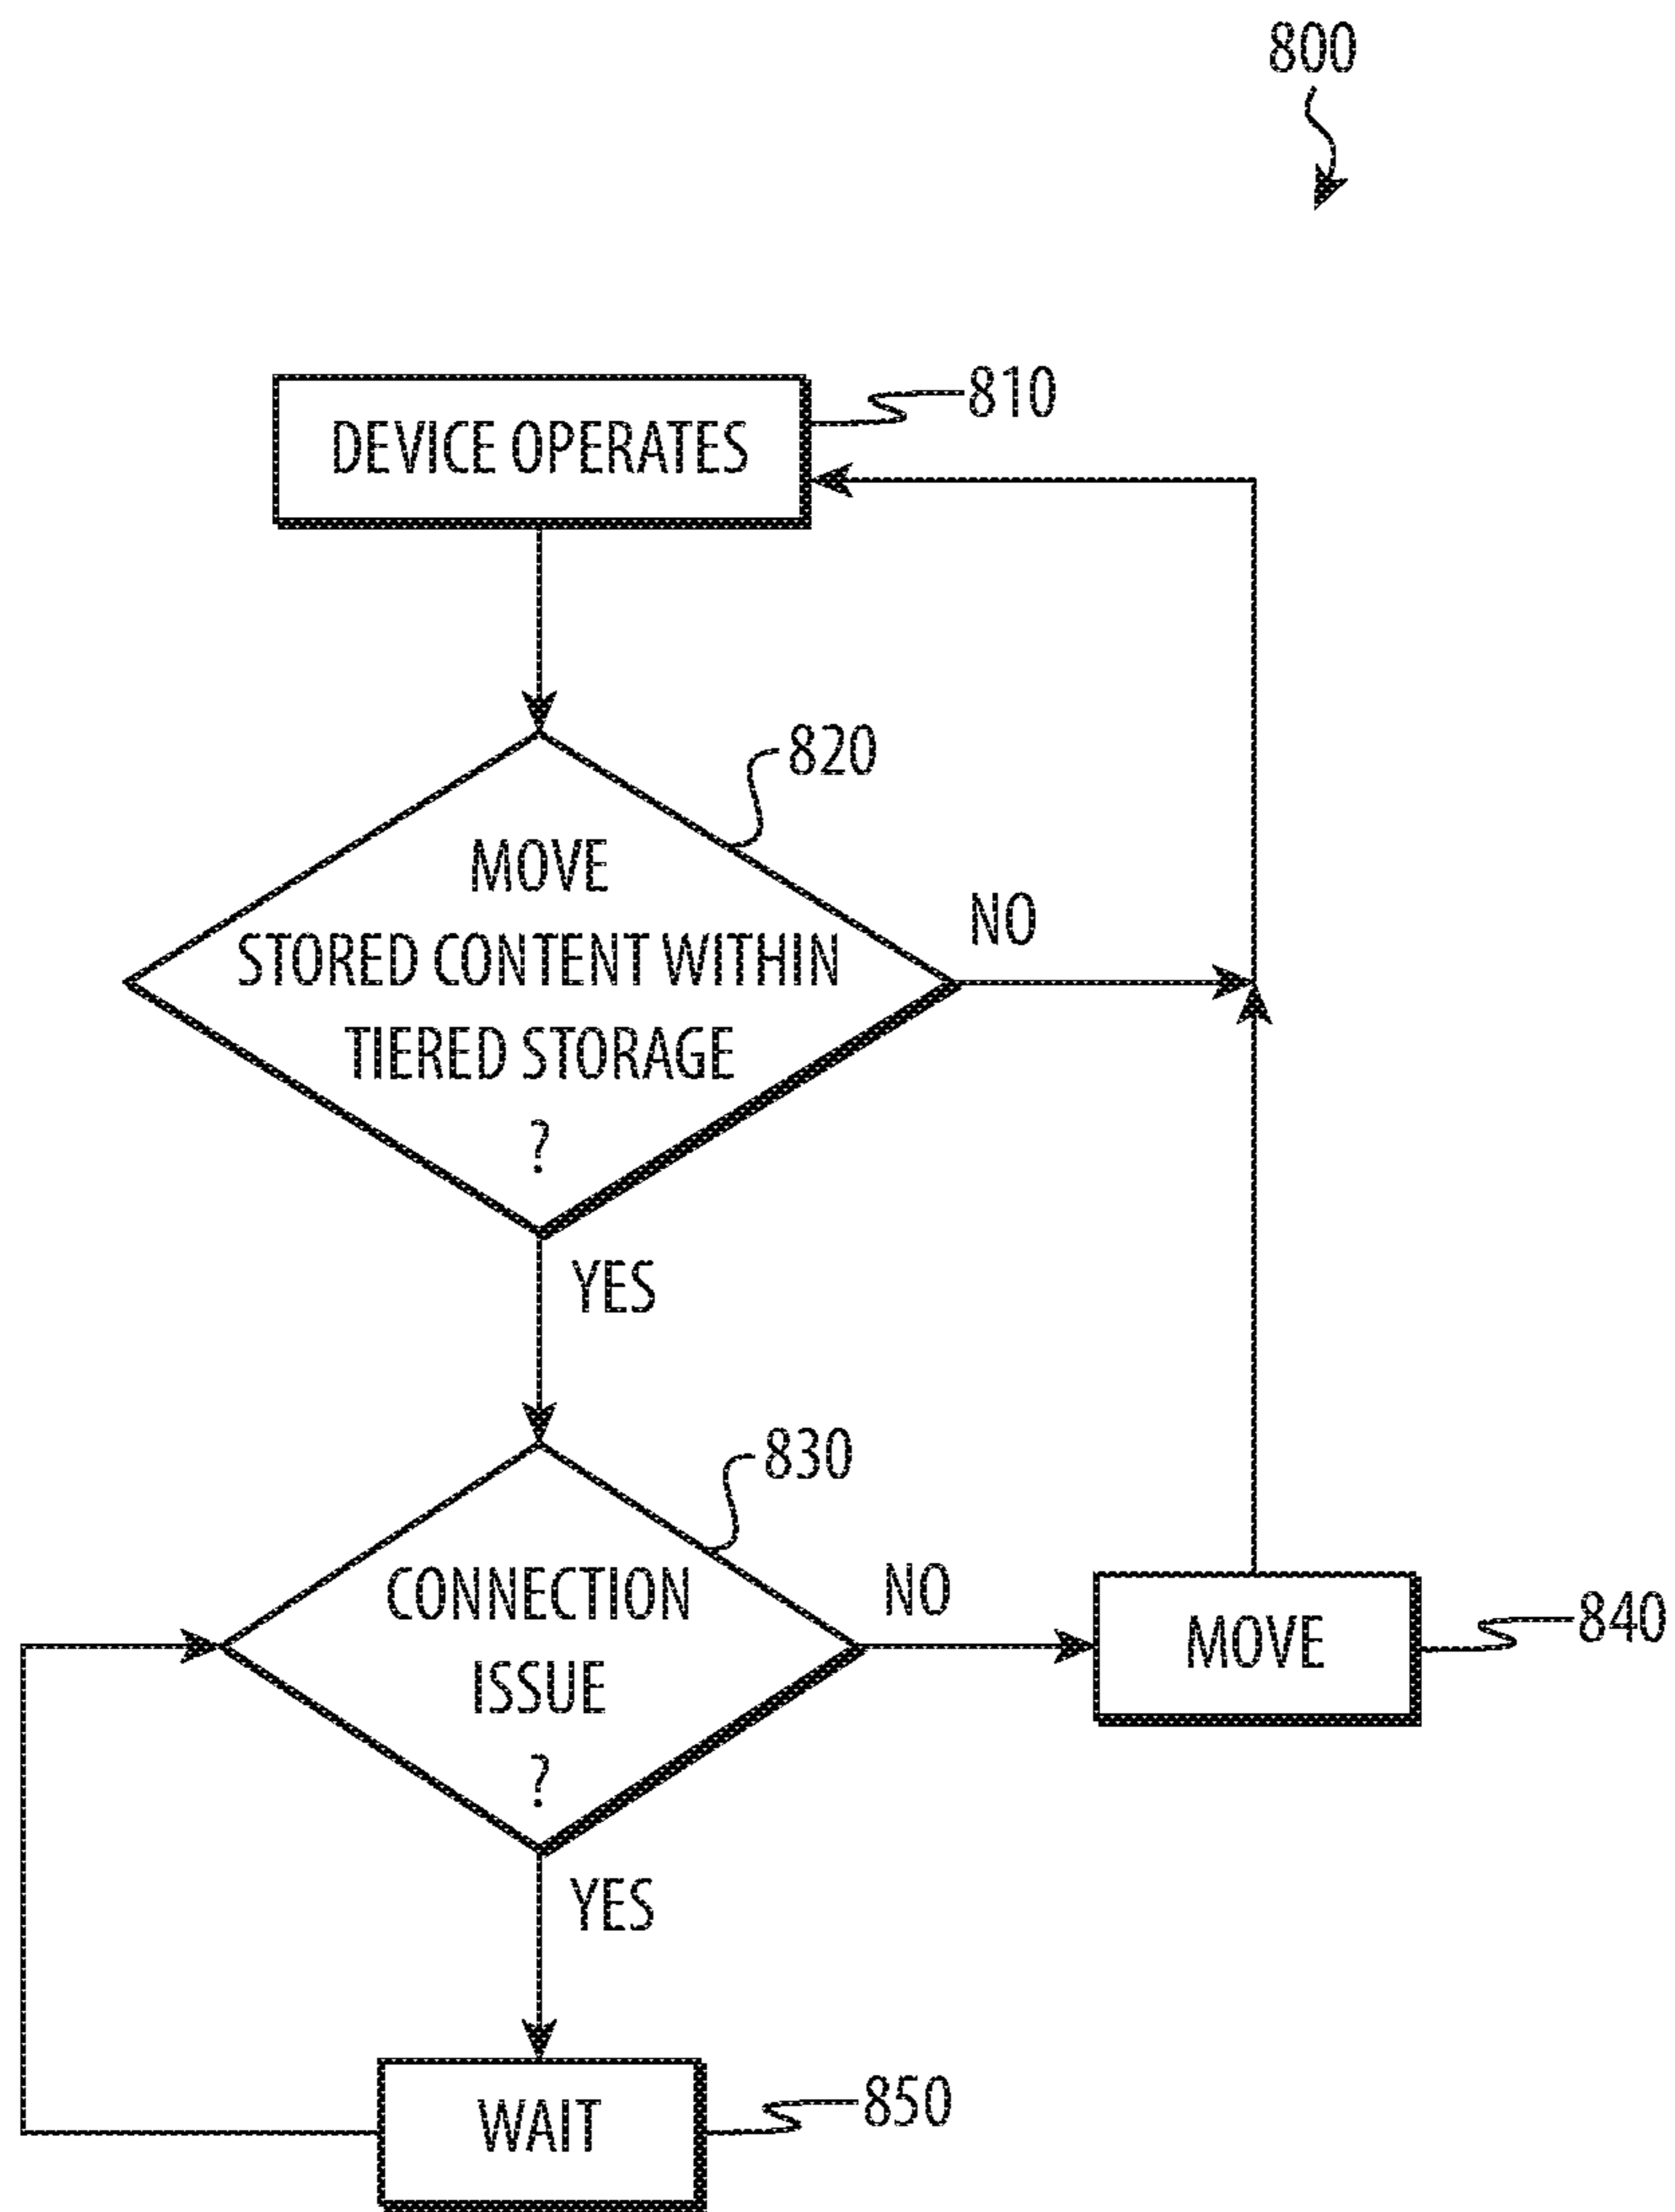 800
DEVICE OPERATES
810
820
MOVE
STORED CONTENT WITHIN
TIERED STORAGE
?
NO
YES
830
CONNECTION
ISSUE
?
NO
MOVE
840
YES
WAIT
850